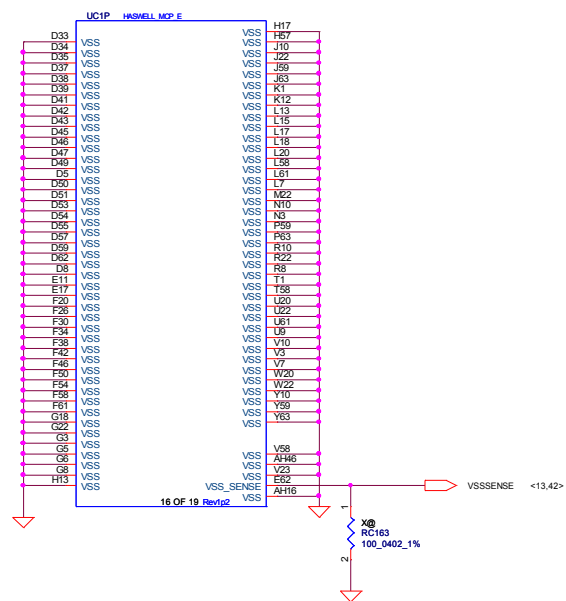 UC1P HASWELL_MCP_E
D33 VSS
D34 VSS
D35 VSS
D37 VSS
D38 VSS
D39 VSS
D41 VSS
D42 VSS
D43 VSS
D45 VSS
D46 VSS
D47 VSS
D49 VSS
D5 VSS
D50 VSS
D51 VSS
D53 VSS
D54 VSS
D55 VSS
D57 VSS
D59 VSS
D62 VSS
D8 VSS
E11 VSS
E17 VSS
F20 VSS
F26 VSS
F30 VSS
F34 VSS
F38 VSS
F42 VSS
F46 VSS
F50 VSS
F54 VSS
F58 VSS
F61 VSS
G18 VSS
G22 VSS
G3 VSS
G5 VSS
G6 VSS
G8 VSS
H13 VSS
VSS H17
VSS H57
VSS J10
VSS J22
VSS J59
VSS J63
VSS K1
VSS K12
VSS L13
VSS L15
VSS L17
VSS L18
VSS L20
VSS L58
VSS L61
VSS L7
VSS M22
VSS N10
VSS N3
VSS P59
VSS P63
VSS R10
VSS R22
VSS R8
VSS T1
VSS T58
VSS U20
VSS U22
VSS U61
VSS U9
VSS V10
VSS V3
VSS V7
VSS W20
VSS W22
VSS Y10
VSS Y59
VSS Y63
VSS V58
VSS AH46
VSS V23
VSS_SENSE E62
VSS AH16
16 OF 19 Rev1p2
VSSSENSE <13,42>
1
X@
RC163
100_0402_1%
2